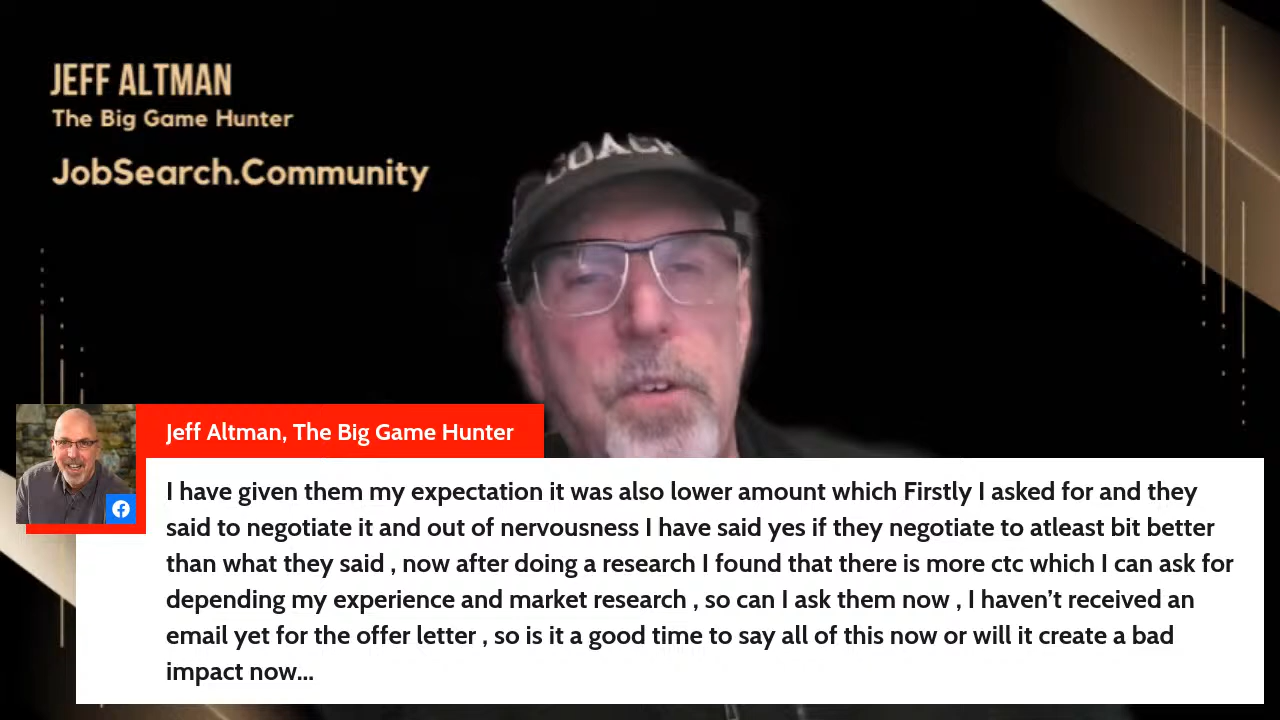 JEFF ALTMAN
The Big Game Hunter
JobSearch.Community
COACH
Jeff Altman, The Big Game Hunter
I have given them my expectation it was also lower amount which Firstly I asked for and they
said to negotiate it and out of nervousness I have said yes if they negotiate to atleast bit better
than what they said , now after doing a research I found that there is more ctc which I can ask for
depending my experience and market research , so can I ask them now , I haven’t received an
email yet for the offer letter , so is it a good time to say all of this now or will it create a bad
impact now...